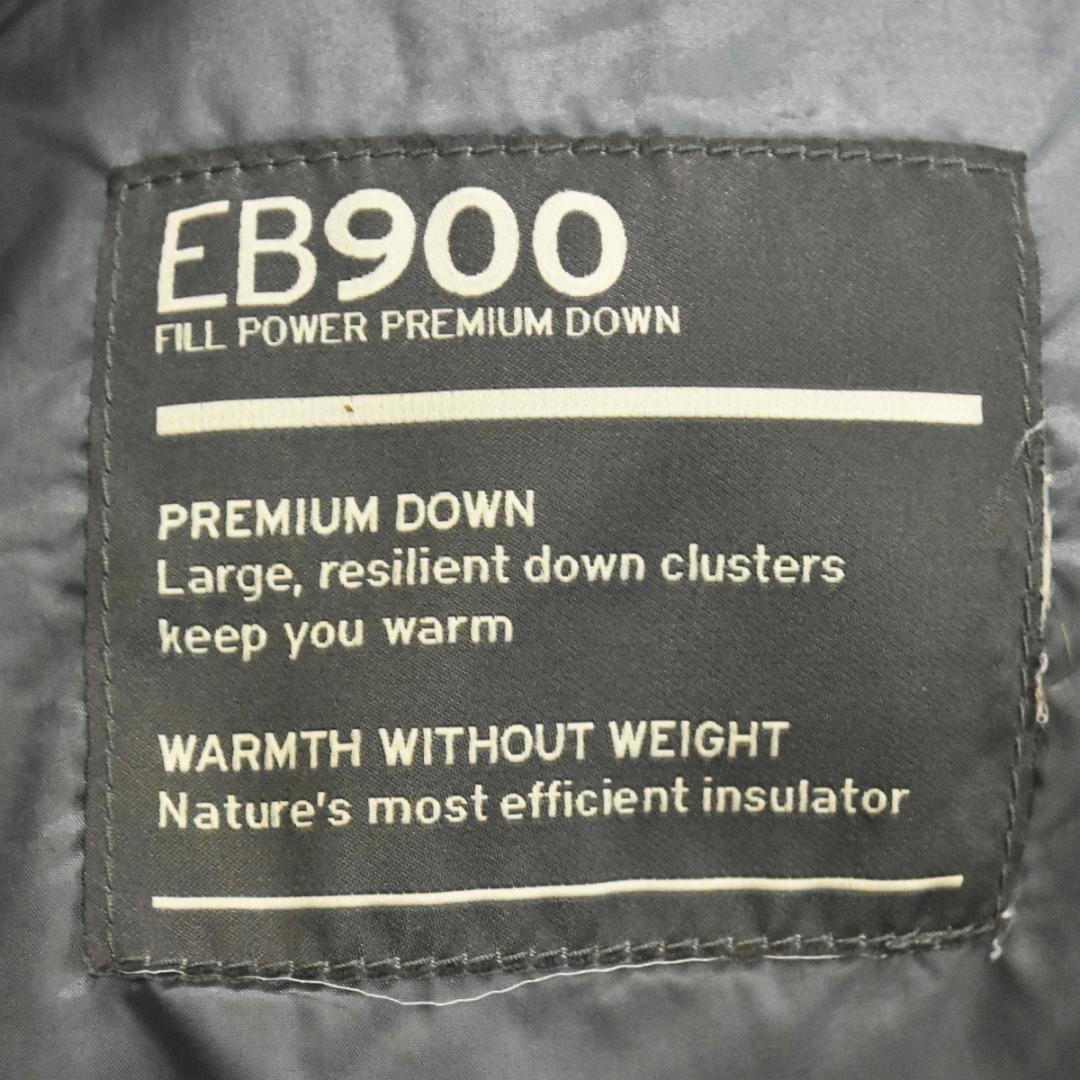 EB900
FILL POWER PREMIUM DOWN
PREMIUM DOWN
Large, resilient down clusters
keep you warm
WARMTH WITHOUT WEIGHT
Nature's most efficient insulator